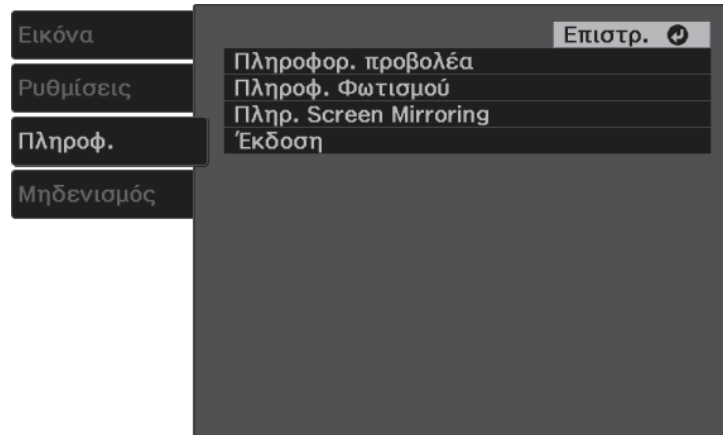 Εικόνα
Ρυθμίσεις
Πληροφ.
Μηδενισμός
Επιστρ.
Πληροφορ. προβολέα
Πληροφ. Φωτισμού
Πληρ. Screen Mirroring
Έκδοση